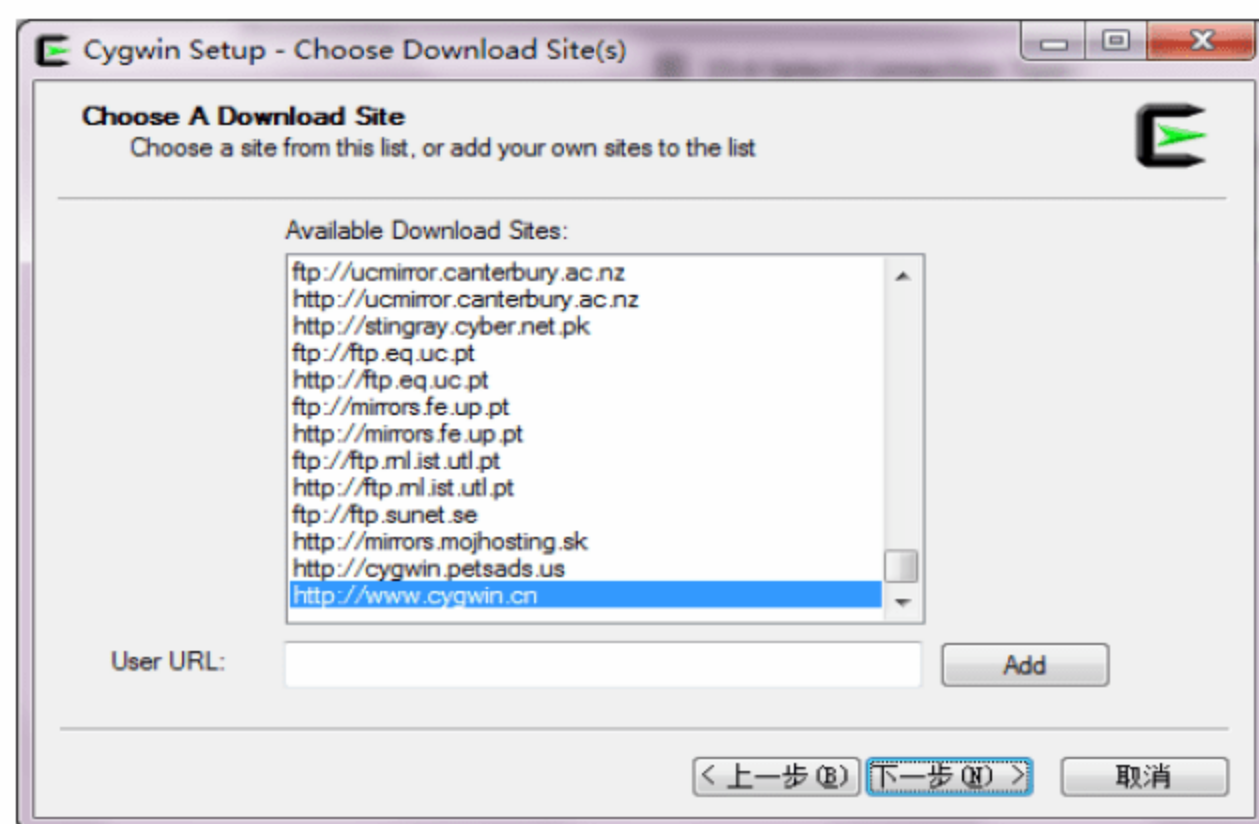 Cygwin Setup - Choose Download Site(s)
Choose A Download Site
Choose a site from this list, or add your own sites to the list
Available Download Sites:
ftp://ucmirror.canterbury.ac.nz
http://ucmirror.canterbury.ac.nz
http://stingray.cyber.net.pk
ftp://ftp.eq.uc.pt
http://ftp.eq.uc.pt
ftp://mirrors.fe.up.pt
http://mirrors.fe.up.pt
ftp://ftp.rnl.ist.utl.pt
http://ftp.rnl.ist.utl.pt
ftp://ftp.sunet.se
http://mirrors.mojhosting.sk
http://cygwin.petsads.us
http://www.cygwin.cn
User URL:
Add
< 上一步(B) 下一步(N) > 取消